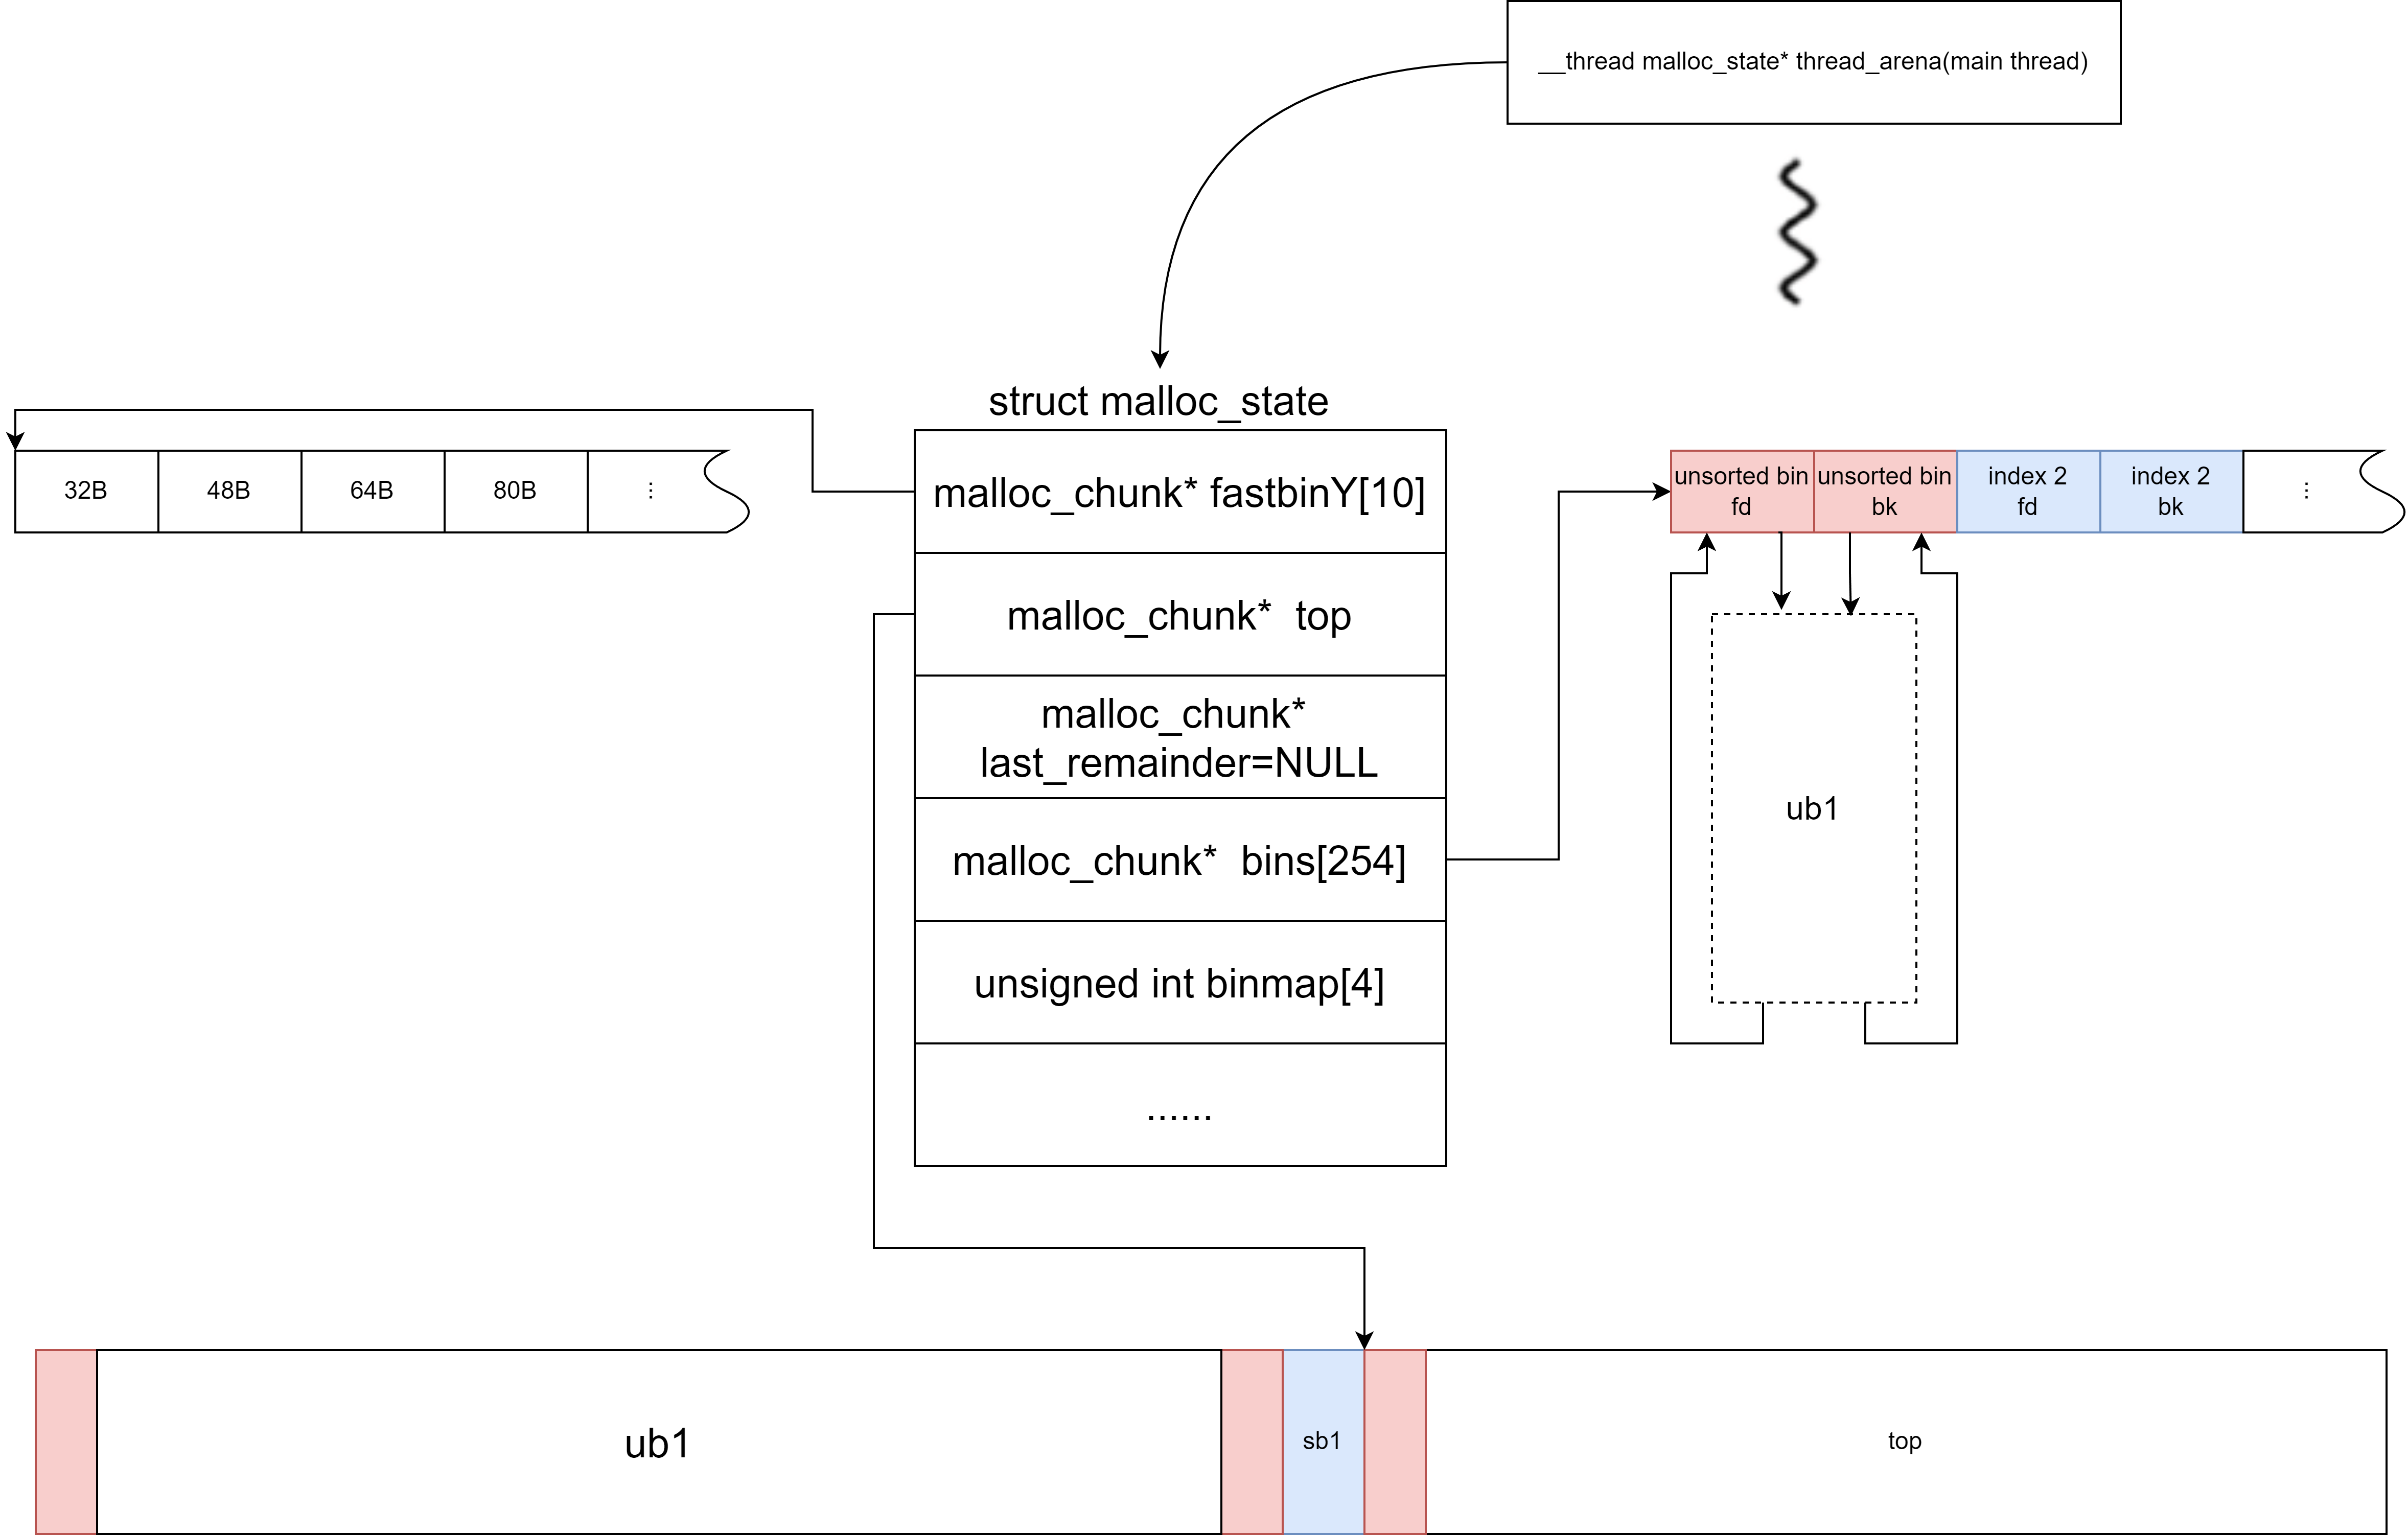 __thread malloc_state* thread_arena(main thread)
struct malloc_state
32B
48B
64B
80B
⋮
malloc_chunk* fastbinY[10]
malloc_chunk*  top
malloc_chunk*
last_remainder=NULL
malloc_chunk*  bins[254]
unsigned int binmap[4]
......
unsorted bin
fd
unsorted bin
bk
index 2
fd
index 2
bk
⋮
ub1
ub1
sb1
top